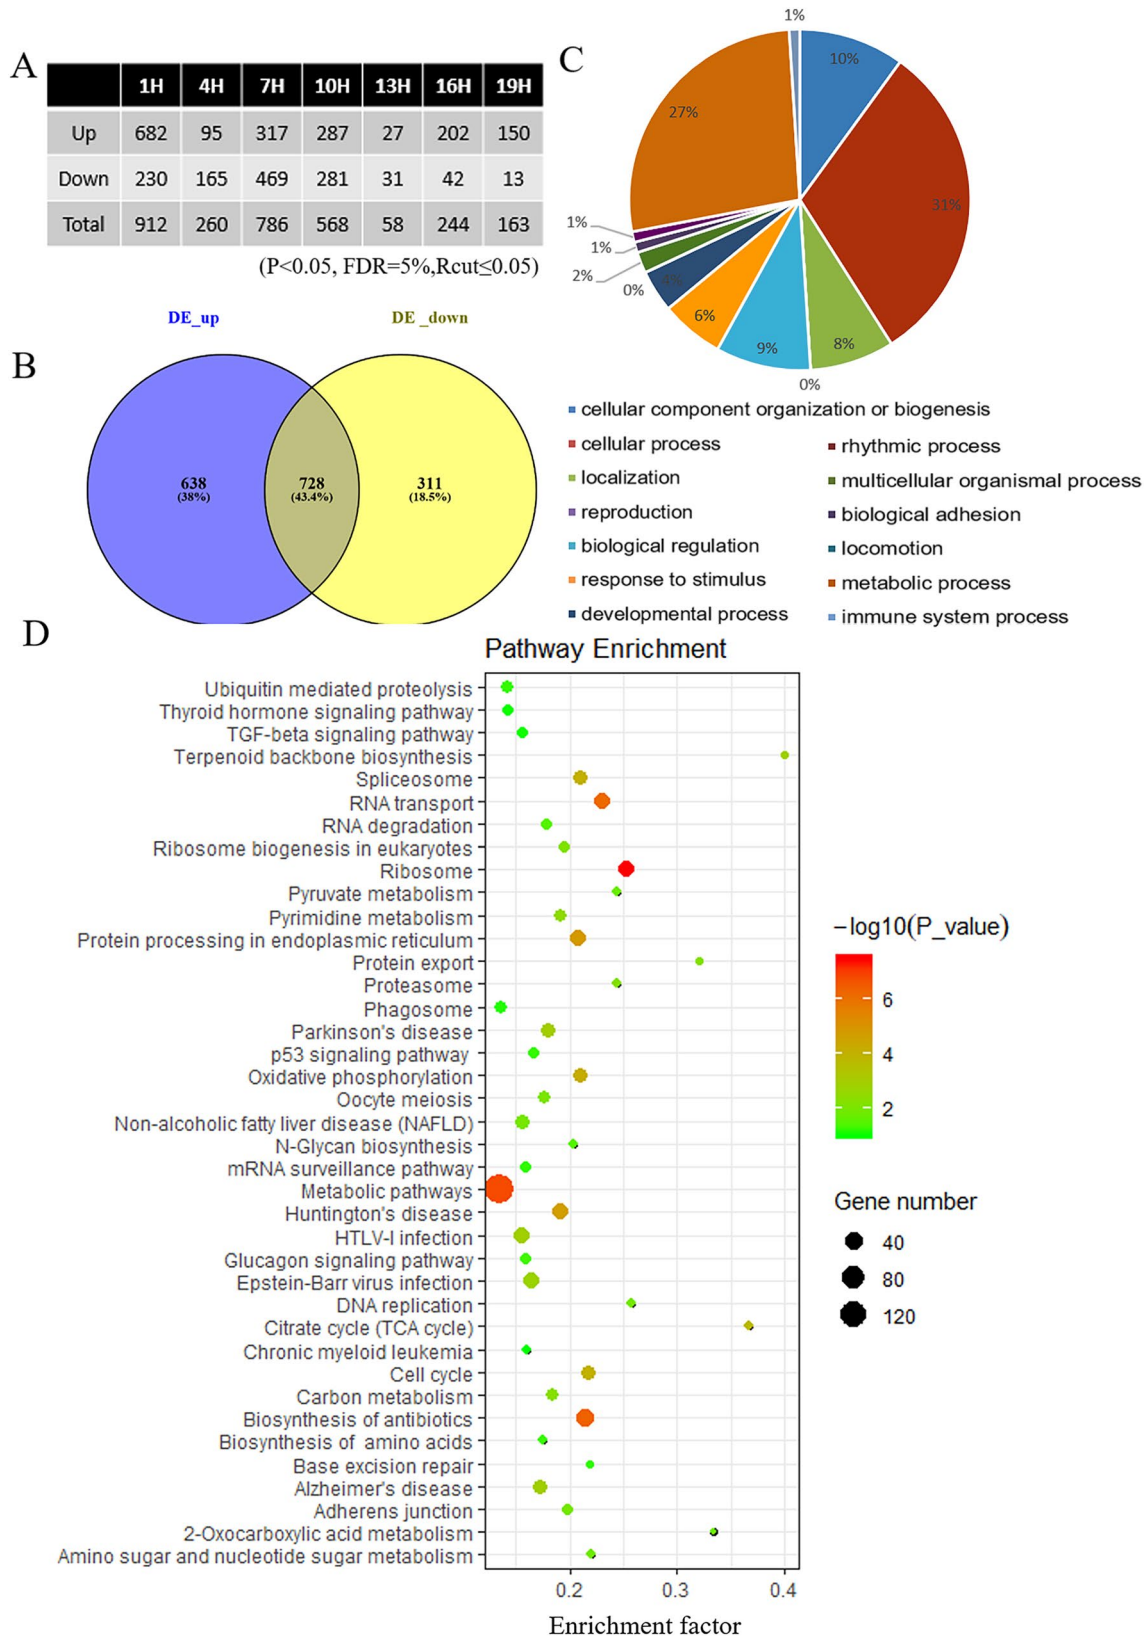 A
1H 4H 7H 10H 13H 16H 19H
Up 682 95 317 287 27 202 150
Down 230 165 469 281 31 42 13
Total 912 260 786 568 58 244 163
(P<0.05, FDR=5%,Rcut≤0.05)
B
DE_up
DE _down
638
(38%)
728
(43.4%)
311
(18.5%)
C
1%
10%
27%
31%
1%
1%
2%
0%
4%
6%
9%
8%
0%
cellular component organization or biogenesis
cellular process
localization
reproduction
biological regulation
response to stimulus
developmental process
rhythmic process
multicellular organismal process
biological adhesion
locomotion
metabolic process
immune system process
D
Pathway Enrichment
Ubiquitin mediated proteolysis
Thyroid hormone signaling pathway
TGF-beta signaling pathway
Terpenoid backbone biosynthesis
Spliceosome
RNA transport
RNA degradation
Ribosome biogenesis in eukaryotes
Ribosome
Pyruvate metabolism
Pyrimidine metabolism
Protein processing in endoplasmic reticulum
Protein export
Proteasome
Phagosome
Parkinson's disease
p53 signaling pathway
Oxidative phosphorylation
Oocyte meiosis
Non-alcoholic fatty liver disease (NAFLD)
N-Glycan biosynthesis
mRNA surveillance pathway
Metabolic pathways
Huntington's disease
HTLV-I infection
Glucagon signaling pathway
Epstein-Barr virus infection
DNA replication
Citrate cycle (TCA cycle)
Chronic myeloid leukemia
Cell cycle
Carbon metabolism
Biosynthesis of antibiotics
Biosynthesis of amino acids
Base excision repair
Alzheimer's disease
Adherens junction
2-Oxocarboxylic acid metabolism
Amino sugar and nucleotide sugar metabolism
0.2 0.3 0.4
Enrichment factor
−log10(P_value)
6
4
2
Gene number
40
80
120